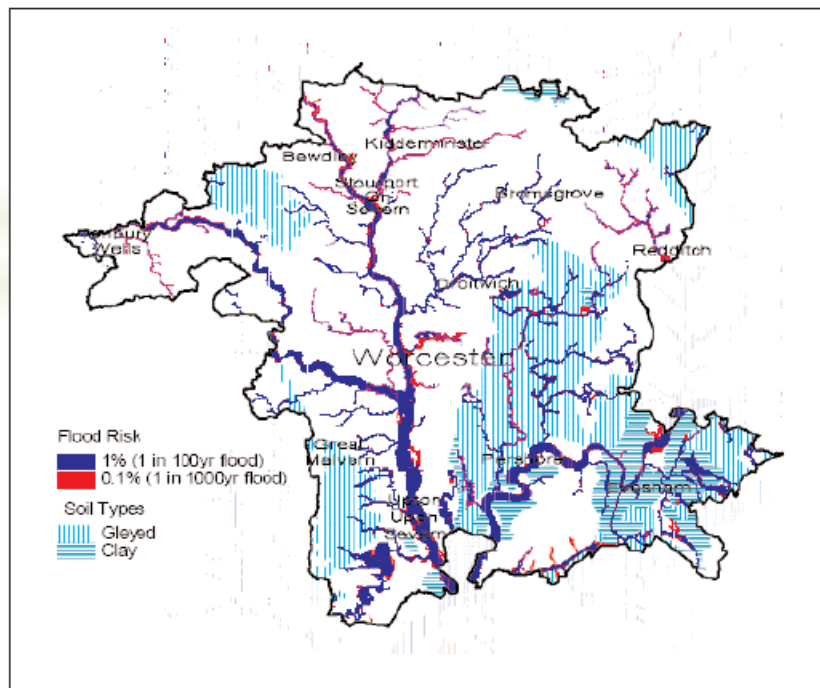 Kidderminster
Bewdley
Stourport
On
Severn
Bromsgrove
Tenbury
Wells
Redditch
Droitwich
Worcester
Great
Malvern
Pershore
Evesham
Upton
Upon
Severn
Flood Risk
1% (1 in 100yr flood)
0.1% (1 in 1000yr flood)
Soil Types
Gleyed
Clay